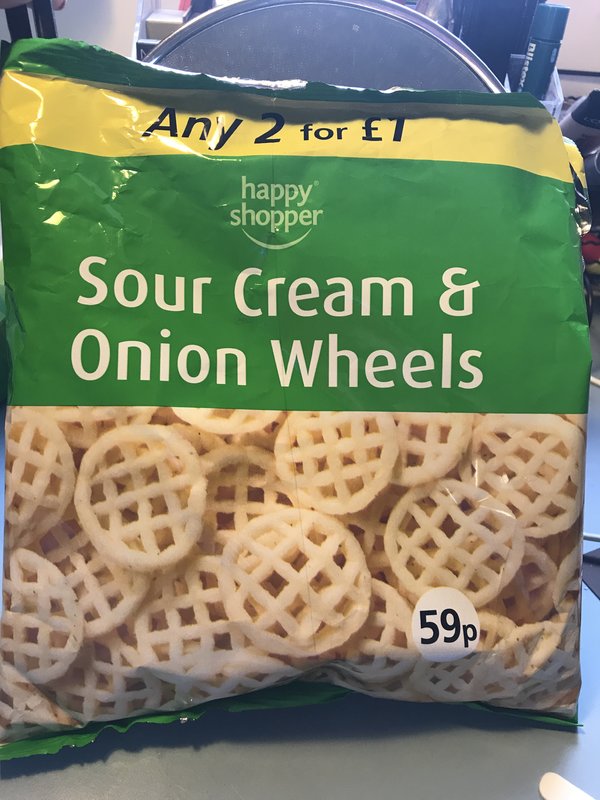 Any 2 for £1
happy®
shopper
Sour Cream &
Onion Wheels
59p